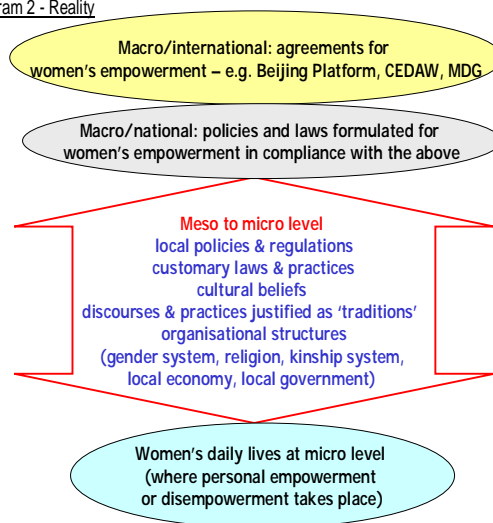 ram 2 - Reality
Macro/international: agreements for
women's empowerment – e.g. Beijing Platform, CEDAW, MDG
Macro/national: policies and laws formulated for
women's empowerment in compliance with the above
Meso to micro level
local policies & regulations
customary laws & practices
cultural beliefs
discourses & practices justified as 'traditions'
organisational structures
(gender system, religion, kinship system,
local economy, local government)
Women's daily lives at micro level
(where personal empowerment
or disempowerment takes place)